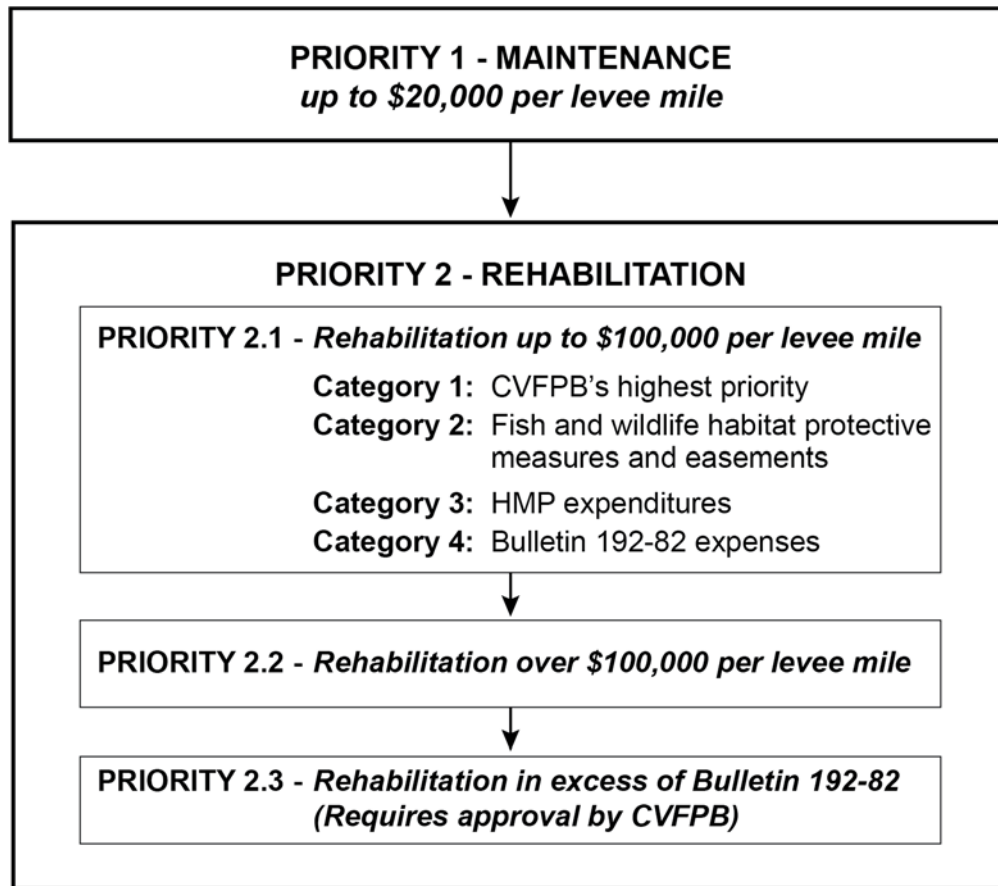 PRIORITY 1 - MAINTENANCE
up to $20,000 per levee mile
PRIORITY 2 - REHABILITATION
PRIORITY 2.1 - Rehabilitation up to $100,000 per levee mile
Category 1: CVFPB’s highest priority
Category 2: Fish and wildlife habitat protective
measures and easements
Category 3: HMP expenditures
Category 4: Bulletin 192-82 expenses
PRIORITY 2.2 - Rehabilitation over $100,000 per levee mile
PRIORITY 2.3 - Rehabilitation in excess of Bulletin 192-82
(Requires approval by CVFPB)